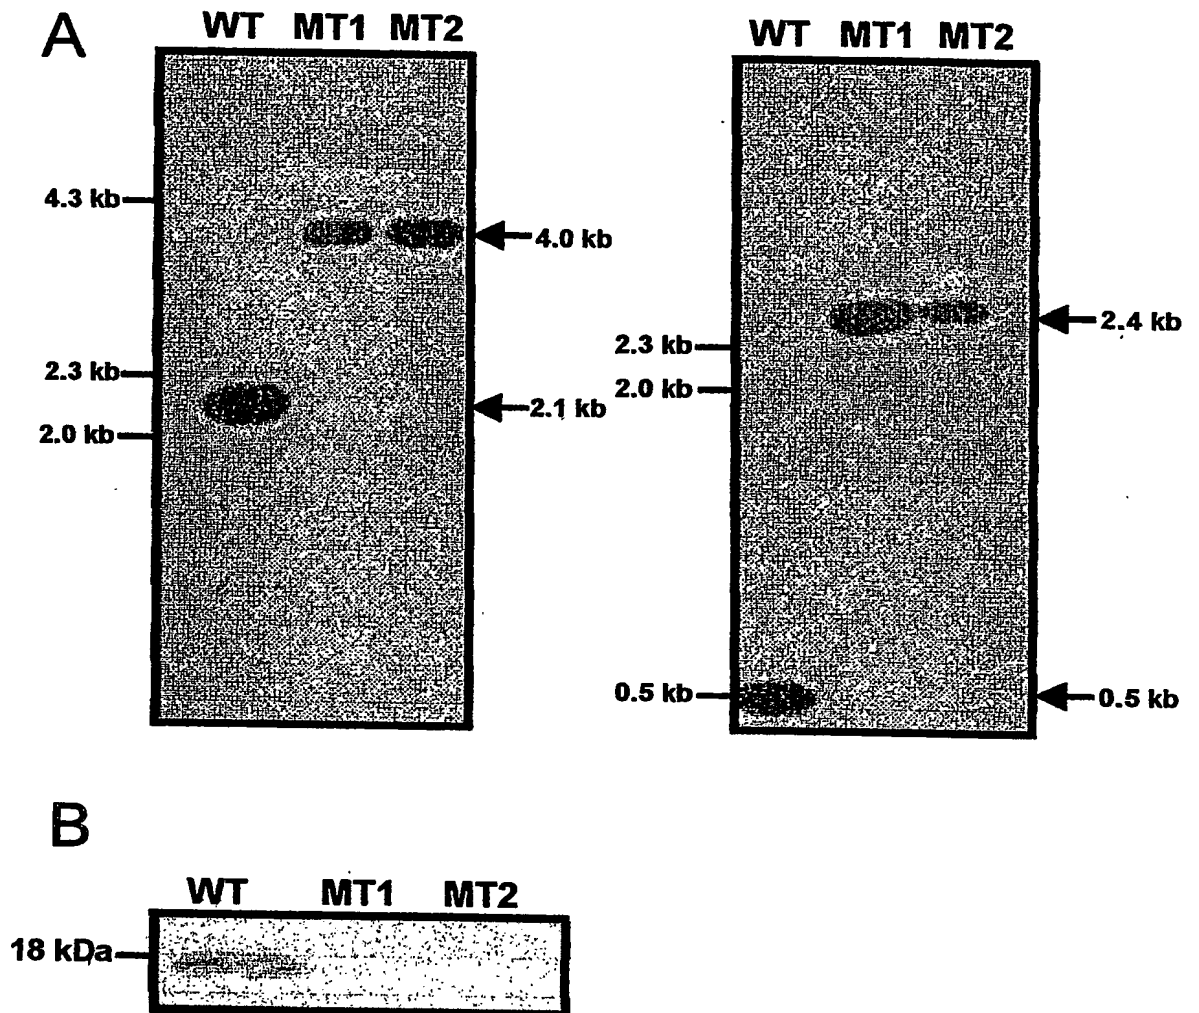 A
WT MT1 MT2
4.3 kb
4.0 kb
2.3 kb
2.1 kb
2.0 kb
WT MT1 MT2
2.4 kb
2.3 kb
2.0 kb
0.5 kb
0.5 kb
B
WT MT1 MT2
18 kDa